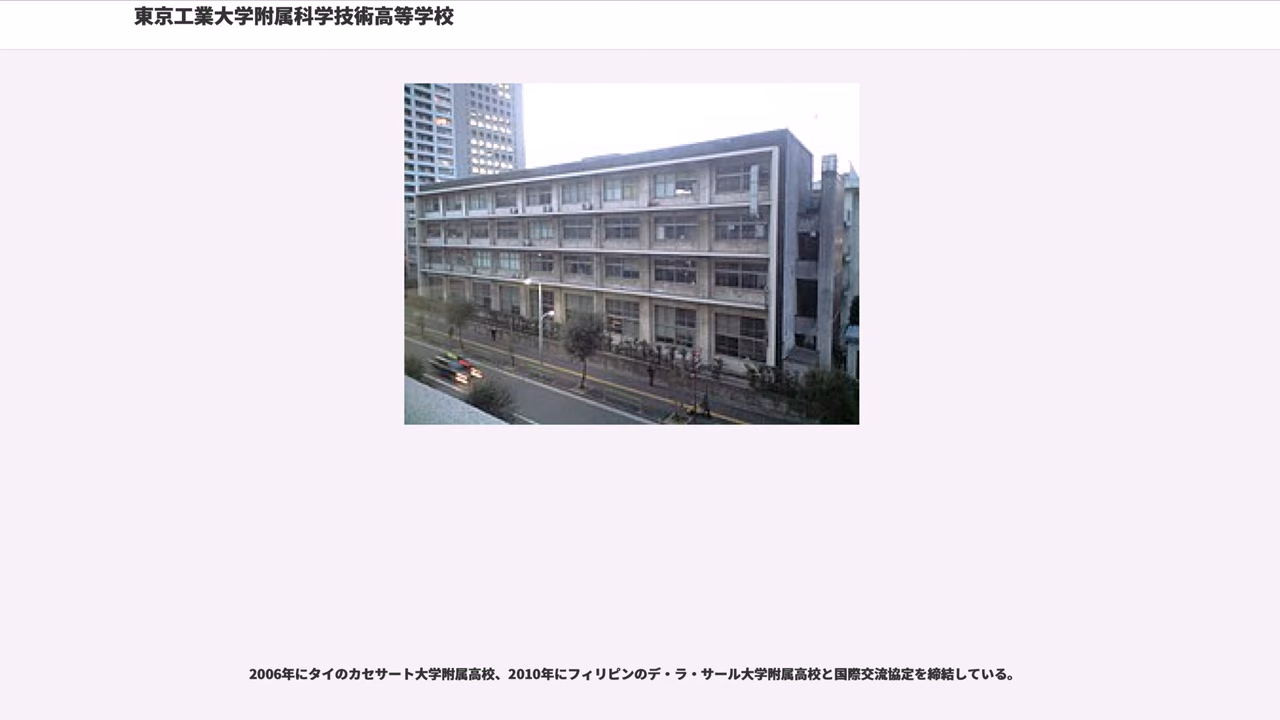 東京工業大学附属科学技術高等学校
2006年にタイのカセサート大学附属高校、2010年にフィリピンのデ・ラ・サール大学附属高校と国際交流協定を締結している。